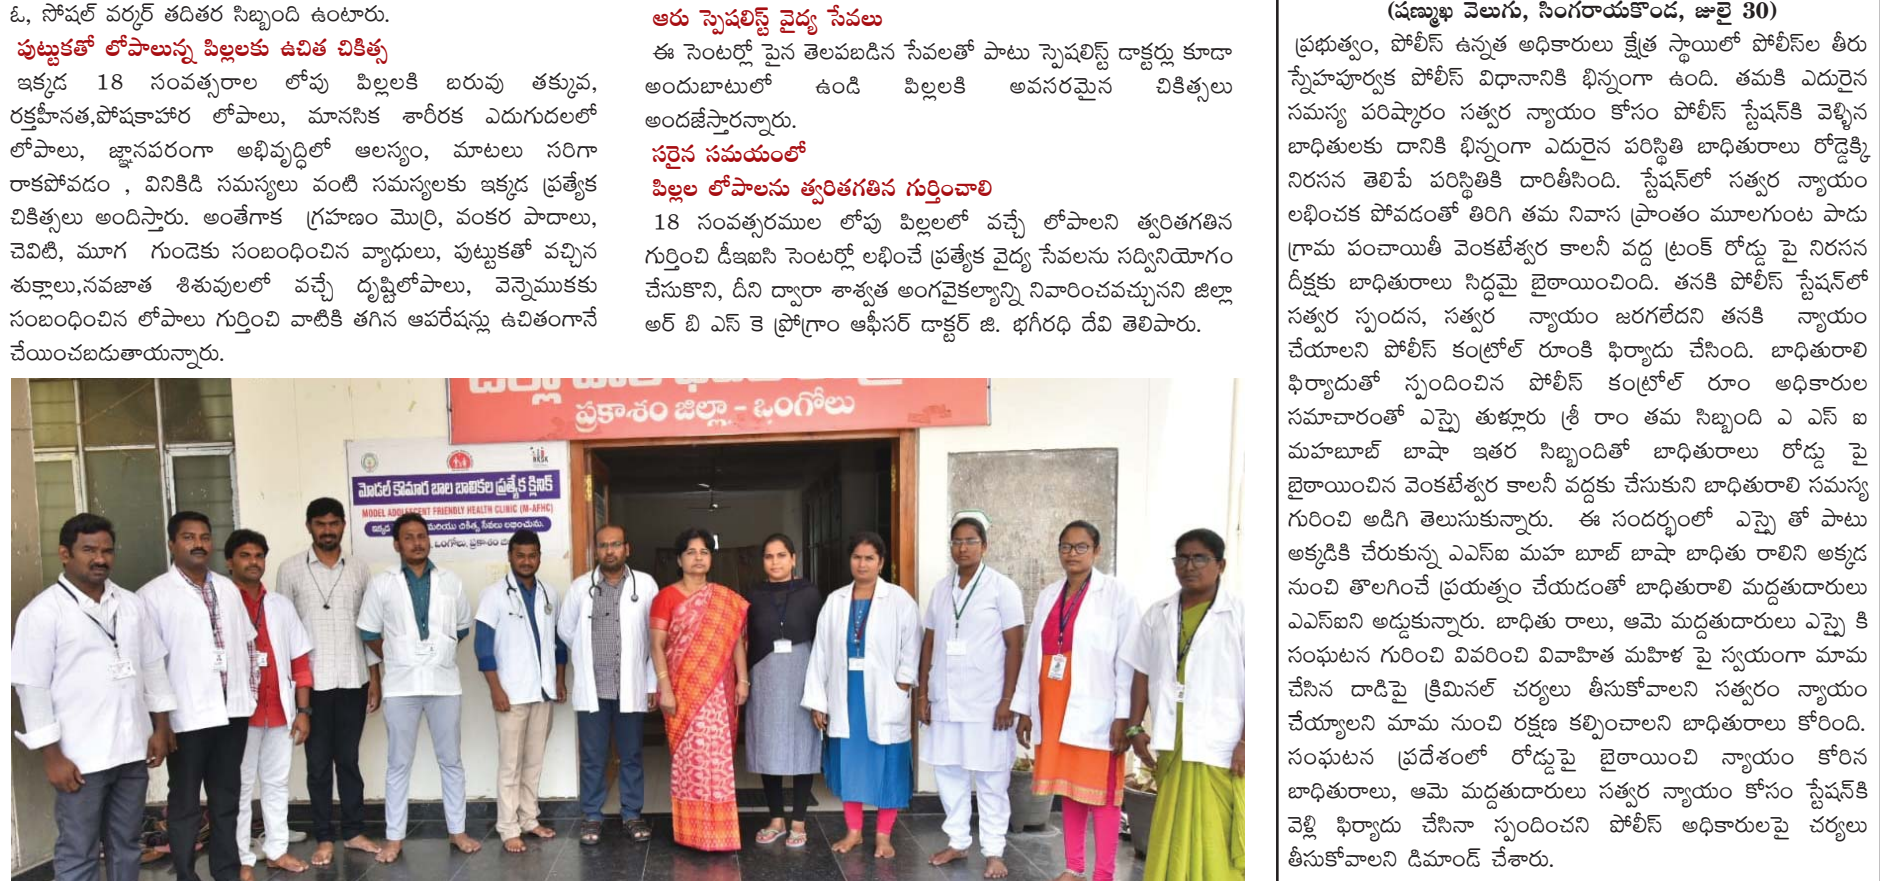 ఓ, సోషల్ వర్కర్ తదితర సిబ్బంది ఉంటారు.
పుట్టుకతో లోపాలున్న పిల్లలకు ఉచిత చికిత్స
ఇక్కడ 18 సంవత్సరాల లోపు పిల్లలకి బరువు తక్కువ,
రక్తహీనత,పోషకాహార లోపాలు, మానసిక శారీరక ఎదుగుదలలో
లోపాలు, జ్ఞానపరంగా అభివృద్ధిలో ఆలస్యం, మాటలు సరిగా
రాకపోవడం , వినికిడి సమస్యలు వంటి సమస్యలకు ఇక్కడ ప్రత్యేక
చికిత్సలు అందిస్తారు. అంతేగాక గ్రహణం మొర్రి, వంకర పాదాలు,
చెవిటి, మూగ గుండెకు సంబంధించిన వ్యాధులు, పుట్టుకతో వచ్చిన
శుక్లాలు,నవజాత శిశువులలో వచ్చే దృష్టిలోపాలు, వెన్నెముకకు
సంబంధించిన లోపాలు గుర్తించి వాటికి తగిన ఆపరేషన్లు ఉచితంగానే
చేయించబడుతాయన్నారు.
ఆరు స్పెషలిస్ట్ వైద్య సేవలు
ఈ సెంటర్లో పైన తెలపబడిన సేవలతో పాటు స్పెషలిస్ట్ డాక్టర్లు కూడా
అందుబాటులో ఉండి పిల్లలకి అవసరమైన చికిత్సలు
అందజేస్తారన్నారు.
సరైన సమయంలో
పిల్లల లోపాలను త్వరితగతిన గుర్తించాలి
18 సంవత్సరముల లోపు పిల్లలలో వచ్చే లోపాలని త్వరితగతిన
గుర్తించి డీఇఐసి సెంటర్లో లభించే ప్రత్యేక వైద్య సేవలను సద్వినియోగం
చేసుకొని, దీని ద్వారా శాశ్వత అంగవైకల్యాన్ని నివారించవచ్చునని జిల్లా
అర్ బి ఎస్ కె ప్రోగ్రాం ఆఫీసర్ డాక్టర్ జి. భగీరధి దేవి తెలిపారు.
ప్రకాశం జిల్లా - ఒంగోలు
మోడల్ కౌమార బాల బాలికల ప్రత్యేక క్లినిక్
MODEL ADOLESCENT FRIENDLY HEALTH CLINIC (M-AFHC)
మరియు చికిత్స సేవలు లభించును.
(షణ్ముఖ వెలుగు, సింగరాయకొండ, జులై 30)
ప్రభుత్వం, పోలీస్ ఉన్నత అధికారులు క్షేత్ర స్థాయిలో పోలీస్‌ల తీరు
స్నేహపూర్వక పోలీస్ విధానానికి భిన్నంగా ఉంది. తమకి ఎదురైన
సమస్య పరిష్కారం సత్వర న్యాయం కోసం పోలీస్ స్టేషన్‌కి వెళ్ళిన
బాధితులకు దానికి భిన్నంగా ఎదురైన పరిస్థితి బాధితురాలు రోడ్డెక్కి
నిరసన తెలిపే పరిస్థితికి దారితీసింది. స్టేషన్‌లో సత్వర న్యాయం
లభించక పోవడంతో తిరిగి తమ నివాస ప్రాంతం మూలగుంట పాడు
గ్రామ పంచాయితీ వెంకటేశ్వర కాలనీ వద్ద ట్రంక్ రోడ్డు పై నిరసన
దీక్షకు బాధితురాలు సిద్ధమై బైఠాయించింది. తనకి పోలీస్ స్టేషన్‌లో
సత్వర స్పందన, సత్వర న్యాయం జరగలేదని తనకి న్యాయం
చేయాలని పోలీస్ కంట్రోల్ రూంకి ఫిర్యాదు చేసింది. బాధితురాలి
ఫిర్యాదుతో స్పందించిన పోలీస్ కంట్రోల్ రూం అధికారుల
సమాచారంతో ఎస్సై తుళ్లూరు శ్రీ రాం తమ సిబ్బంది ఎ ఎస్ ఐ
మహబూబ్ బాషా ఇతర సిబ్బందితో బాధితురాలు రోడ్డు పై
బైఠాయించిన వెంకటేశ్వర కాలనీ వద్దకు చేసుకుని బాధితురాలి సమస్య
గురించి అడిగి తెలుసుకున్నారు. ఈ సందర్భంలో ఎస్సై తో పాటు
అక్కడికి చేరుకున్న ఎఎస్ఐ మహ బూబ్ బాషా బాధితు రాలిని అక్కడ
నుంచి తొలగించే ప్రయత్నం చేయడంతో బాధితురాలి మద్దతుదారులు
ఎఎస్ఐని అడ్డుకున్నారు. బాధితు రాలు, ఆమె మద్దతుదారులు ఎస్సై కి
సంఘటన గురించి వివరించి వివాహిత మహిళ పై స్వయంగా మామ
చేసిన దాడిపై క్రిమినల్ చర్యలు తీసుకోవాలని సత్వరం న్యాయం
చేయ్యాలని మామ నుంచి రక్షణ కల్పించాలని బాధితురాలు కోరింది.
సంఘటన ప్రదేశంలో రోడ్డుపై బైఠాయించి న్యాయం కోరిన
బాధితురాలు, ఆమె మద్దతుదారులు సత్వర న్యాయం కోసం స్టేషన్‌కి
వెళ్లి ఫిర్యాదు చేసినా స్పందించని పోలీస్ అధికారులపై చర్యలు
తీసుకోవాలని డిమాండ్ చేశారు.